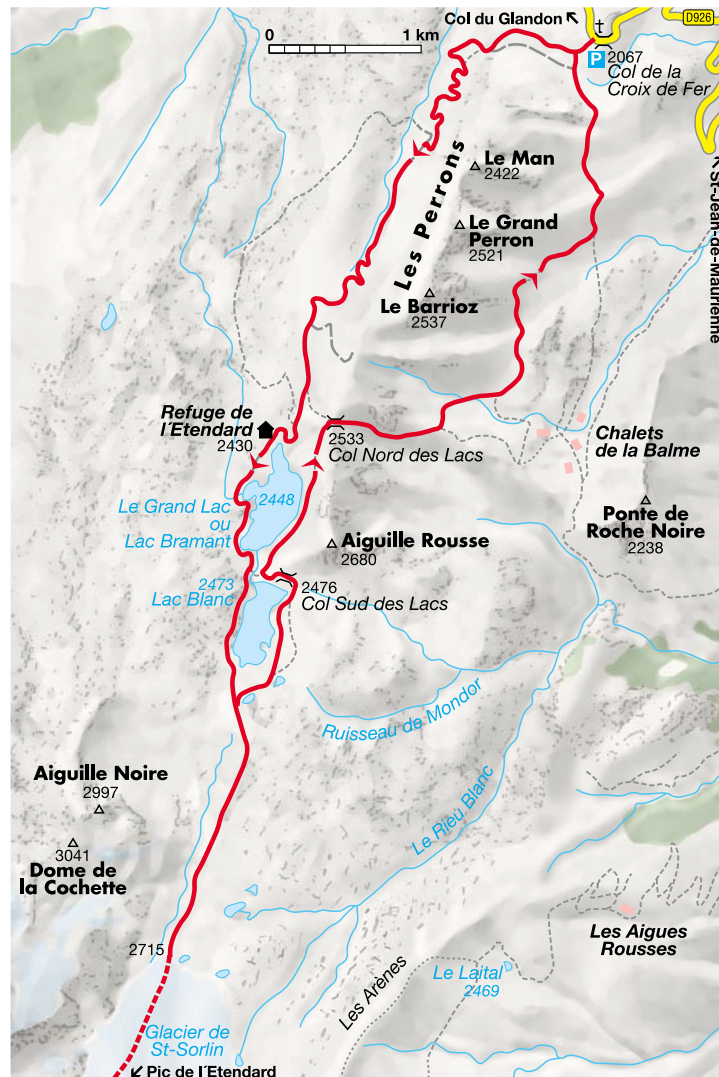 Col du Glandon ↖
D926
0
1 km
P
2067
Col de la
Croix de Fer
St-Jean-de-Maurienne
Le Man
2422
Les Perrons
Le Grand
Perron
2521
Le Barrioz
2537
Refuge de
l´Etendard
2430
2533
Col Nord des Lacs
Chalets
de la Balme
2448
Le Grand Lac
ou
Lac Bramant
Ponte de
Roche Noire
2238
Aiguille Rousse
2680
2473
Lac Blanc
2476
Col Sud des Lacs
Ruisseau de Mondor
Aiguille Noire
2997
Le Rieu Blanc
3041
Dome de
la Cochette
Les Aigues
Rousses
2715
Le Laital
2469
Les Arènes
Glacier de
St-Sorlin
↙ Pic de l´Etendard